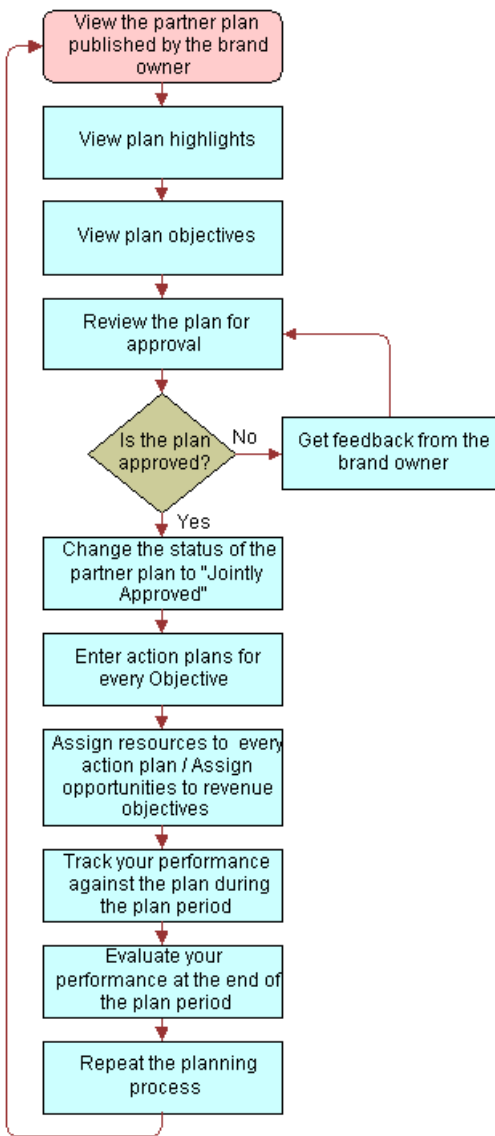 View the partner plan
published by the brand
owner
View plan highlights
View plan objectives
Review the plan for
approval
Is the plan
approved?
No
Get feedback from the
brand owner
Yes
Change the status of the
partner plan to "Jointly
Approved"
Enter action plans for
every Objective
Assign resources to every
action plan / Assign
opportunities to revenue
objectives
Track your performance
against the plan during
the plan period
Evaluate your
performance at the end of
the plan period
Repeat the planning
process